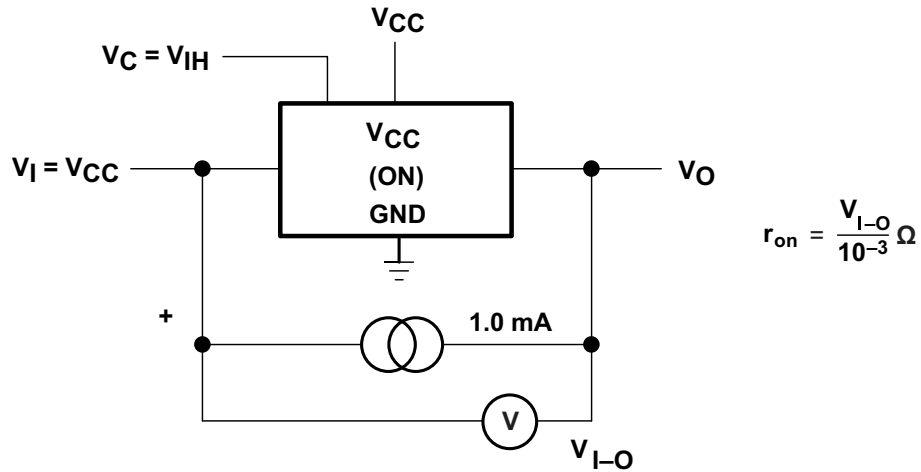 VCC
VC = VIH
VCC
(ON)
GND
VI = VCC
VO
ron = VI–O / 10–3 Ω
+
1.0 mA
V
VI–O